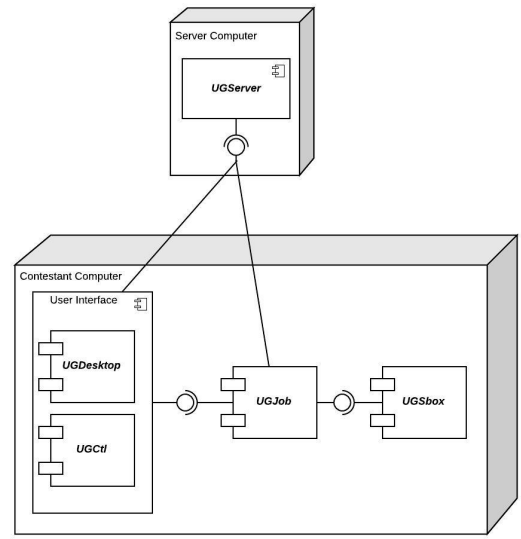 Server Computer
UGServer
Contestant Computer
User Interface
UGDesktop
UGCtl
UGJob
UGSbox